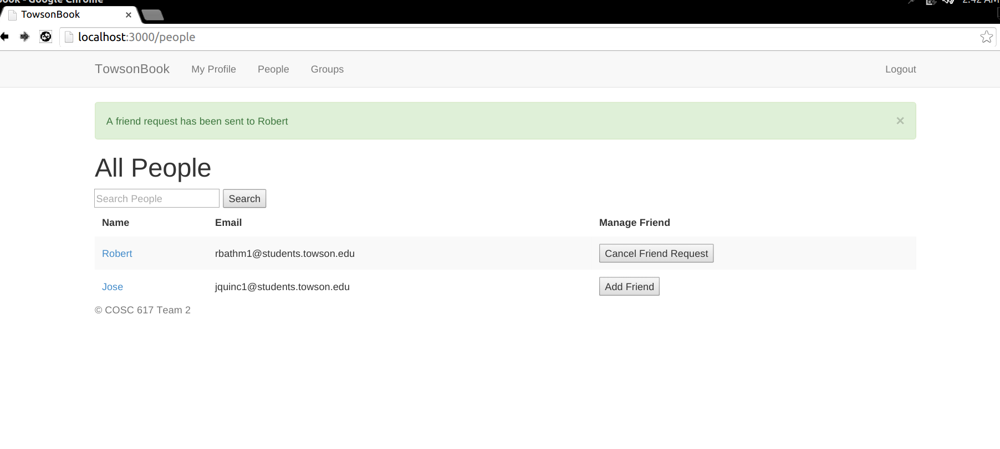 Google Chrome
TowsonBook
localhost:3000/people
TowsonBook My Profile People Groups Logout
A friend request has been sent to Robert ×
All People
Search People Search
Name Email Manage Friend
Robert rbathm1@students.towson.edu Cancel Friend Request
Jose jquinc1@students.towson.edu Add Friend
© COSC 617 Team 2